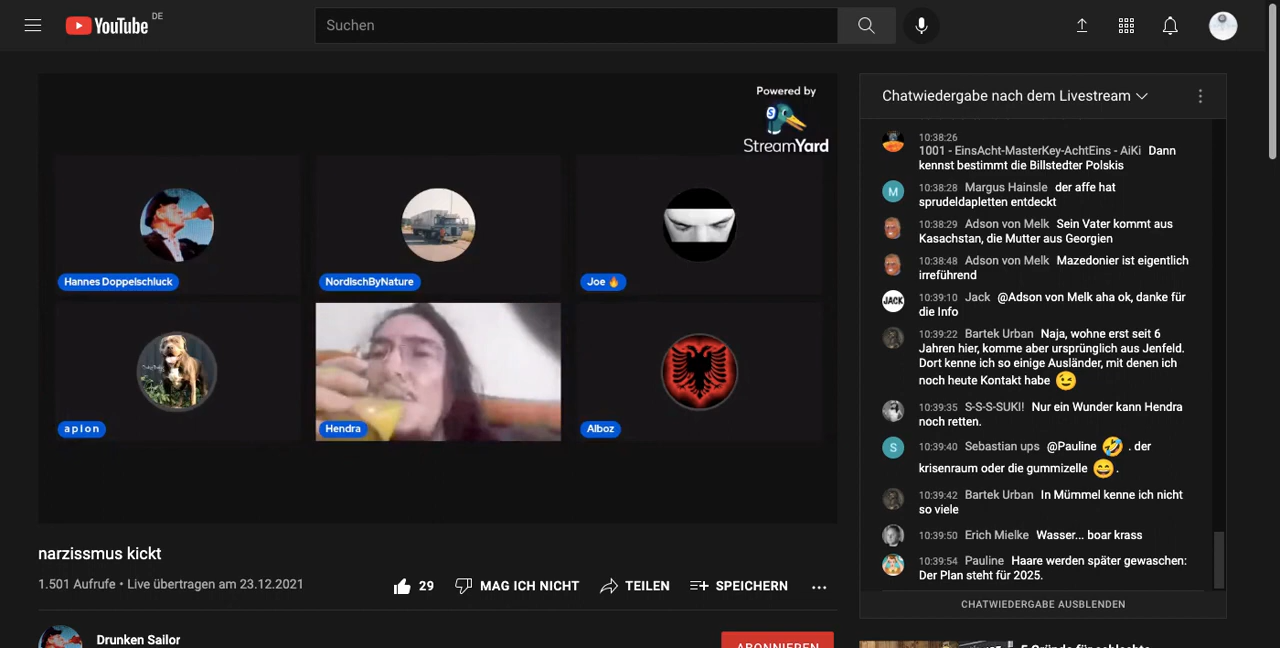 YouTube DE
Suchen
Powered by
S
StreamYard
Hannes Doppelschluck
NordischByNature
Joe 🔥
a p l o n
Hendra
Alboz
narzissmus kickt
1.501 Aufrufe • Live übertragen am 23.12.2021
29
MAG ICH NICHT
TEILEN
SPEICHERN
Drunken Sailor
ABONNIEREN
Chatwiedergabe nach dem Livestream
10:38:26
1001 - EinsAcht-MasterKey-AchtEins - AiKi Dann
kennst bestimmt die Billstedter Polskis
M
10:38:28 Margus Hainsle der affe hat
sprudeldapletten entdeckt
10:38:29 Adson von Melk Sein Vater kommt aus
Kasachstan, die Mutter aus Georgien
10:38:48 Adson von Melk Mazedonier ist eigentlich
irreführend
JACK
10:39:10 Jack @Adson von Melk aha ok, danke für
die Info
10:39:22 Bartek Urban Naja, wohne erst seit 6
Jahren hier, komme aber ursprünglich aus Jenfeld.
Dort kenne ich so einige Ausländer, mit denen ich
noch heute Kontakt habe 😉
10:39:35 S-S-S-SUKI! Nur ein Wunder kann Hendra
noch retten.
S
10:39:40 Sebastian ups @Pauline 🤣 . der
krisenraum oder die gummizelle 😄 .
10:39:42 Bartek Urban In Mümmel kenne ich nicht
so viele
10:39:50 Erich Mielke Wasser... boar krass
10:39:54 Pauline Haare werden später gewaschen:
Der Plan steht für 2025.
CHATWIEDERGABE AUSBLENDEN
5 Gründe für schlechte